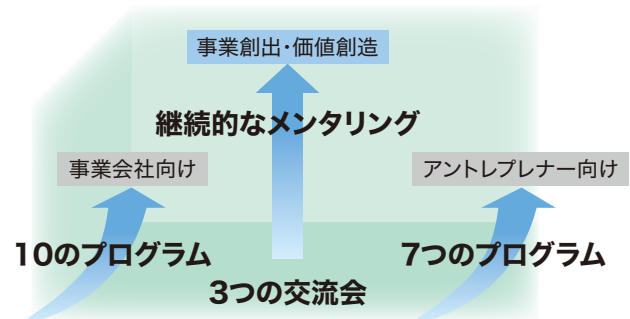 事業創出・価値創造
継続的なメンタリング
事業会社向け
アントレプレナー向け
10のプログラム
7つのプログラム
3つの交流会